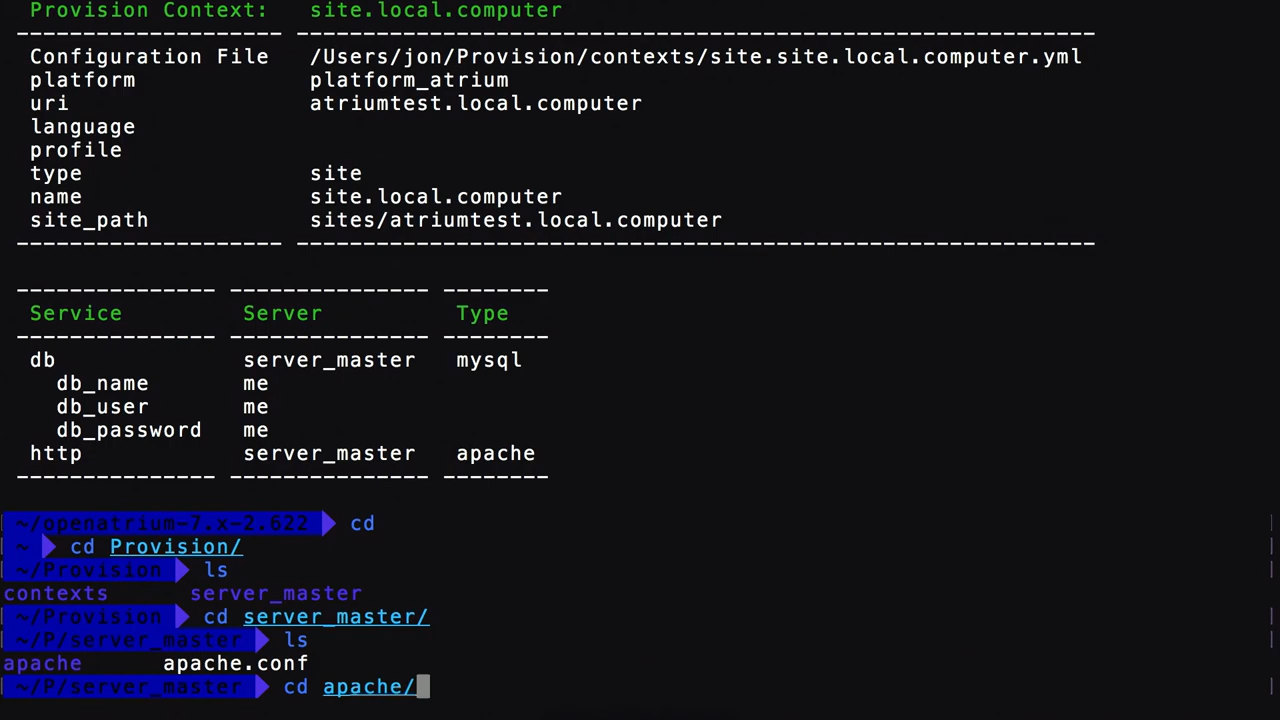 Provision Context: site.local.computer
-------------------- ------------------------------------------------------------
Configuration File /Users/jon/Provision/contexts/site.site.local.computer.yml
platform platform_atrium
uri atriumtest.local.computer
language
profile
type site
name site.local.computer
site_path sites/atriumtest.local.computer
-------------------- ------------------------------------------------------------
--------------- --------------- --------
Service Server Type
--------------- --------------- --------
db server_master mysql
db_name me
db_user me
db_password me
http server_master apache
--------------- --------------- --------
~/openatrium-7.x-2.622 cd
~ cd Provision/
~/Provision ls
contexts server_master
~/Provision cd server_master/
~/P/server_master ls
apache apache.conf
~/P/server_master cd apache/